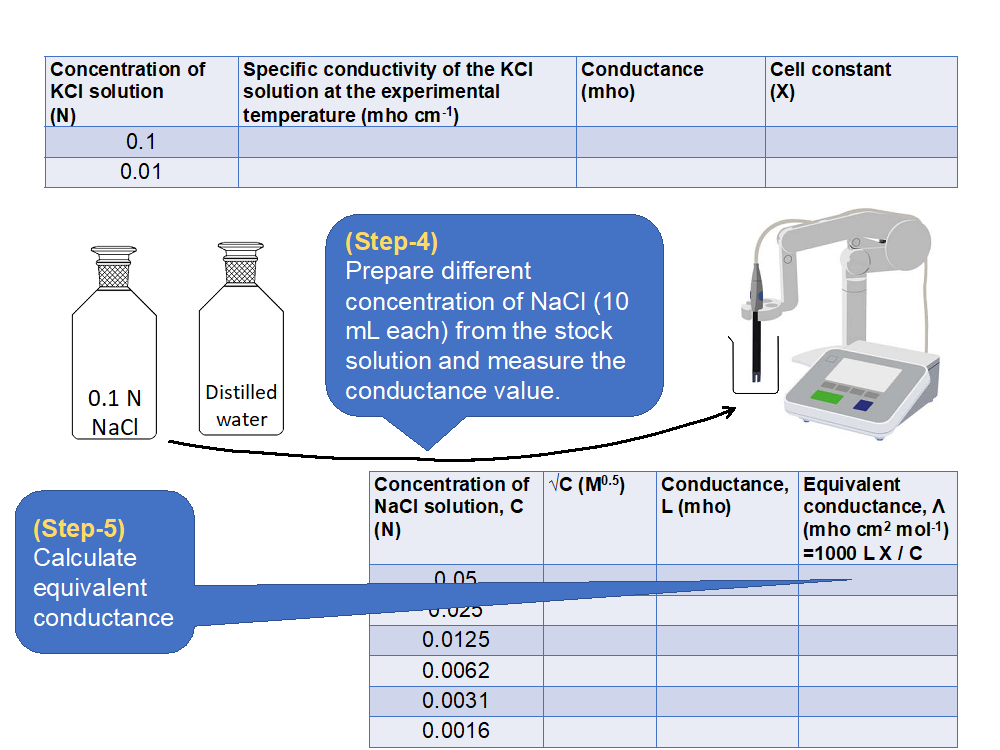 Concentration of KCl solution (N)
Specific conductivity of the KCl solution at the experimental temperature (mho cm-1)
Conductance (mho)
Cell constant (X)
0.1
0.01
(Step-4)
Prepare different
concentration of NaCl (10
mL each) from the stock
solution and measure the
conductance value.
0.1 N
NaCl
Distilled
water
(Step-5)
Calculate
equivalent
conductance
Concentration of NaCl solution, C (N)
√C (M0.5)
Conductance, L (mho)
Equivalent conductance, Λ (mho cm2 mol-1) =1000 L X / C
0.05
0.025
0.0125
0.0062
0.0031
0.0016